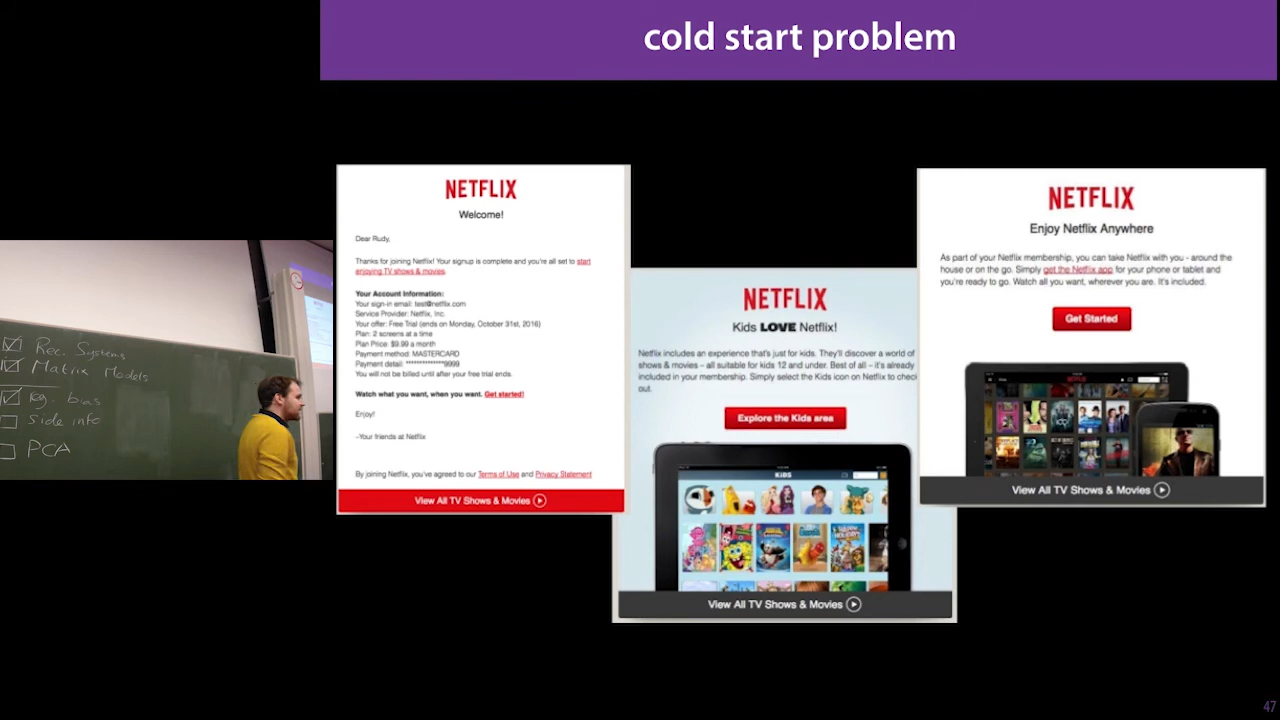 cold start problem
Rec. Systems
Matrix Models
reg. bias
side info
PCA
NETFLIX
Welcome!
Dear Rudy,
Thanks for joining Netflix! Your signup is complete and you're all set to start
enjoying TV shows & movies.
Your Account Information:
Your sign-in email: test@netflix.com
Service Provider: Netflix, Inc.
Your offer: Free Trial (ends on Monday, October 31st, 2016)
Plan: 2 screens at a time
Plan Price: $9.99 a month
Payment method: MASTERCARD
Payment detail: ***************9999
You will not be billed until after your free trial ends.
Watch what you want, when you want. Get started!
Enjoy!
–Your friends at Netflix
By joining Netflix, you've agreed to our Terms of Use and Privacy Statement
View All TV Shows & Movies
NETFLIX
Kids LOVE Netflix!
Netflix includes an experience that's just for kids. They'll discover a world of
shows & movies – all suitable for kids 12 and under. Best of all – it's already
included in your membership. Simply select the Kids icon on Netflix to check
out.
Explore the Kids area
KIDS
View All TV Shows & Movies
NETFLIX
Enjoy Netflix Anywhere
As part of your Netflix membership, you can take Netflix with you - around the
house or on the go. Simply get the Netflix app for your phone or tablet and
you're ready to go. Watch all you want, wherever you are. It's included.
Get Started
NETFLIX
View All TV Shows & Movies
47